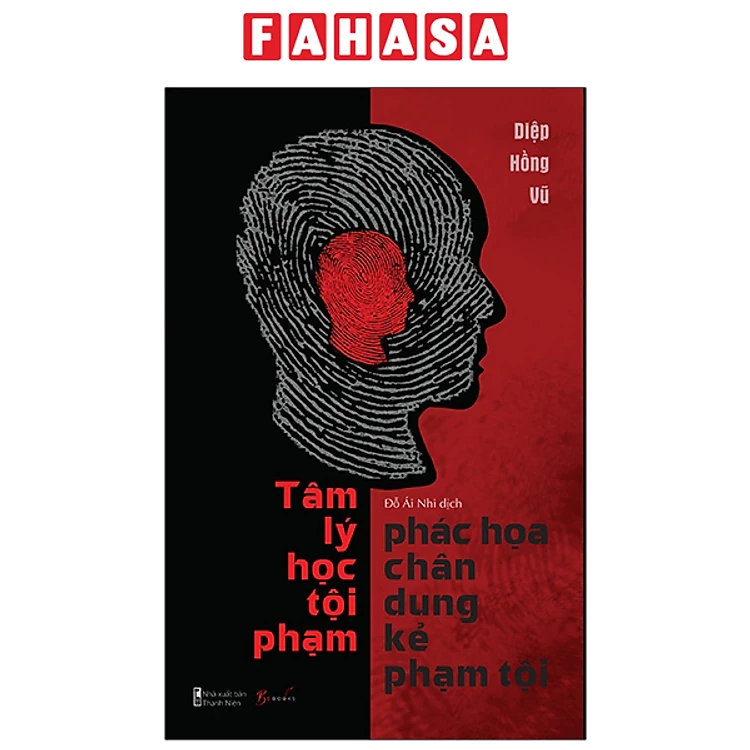 FAHASA
Diệp
Hồng
Vũ
Tâm
lý
học
tội
phạm
Đỗ Ái Nhi dịch
phác họa
chân
dung
kẻ
phạm tội
Nhà xuất bản
Thanh Niên
BOOKS